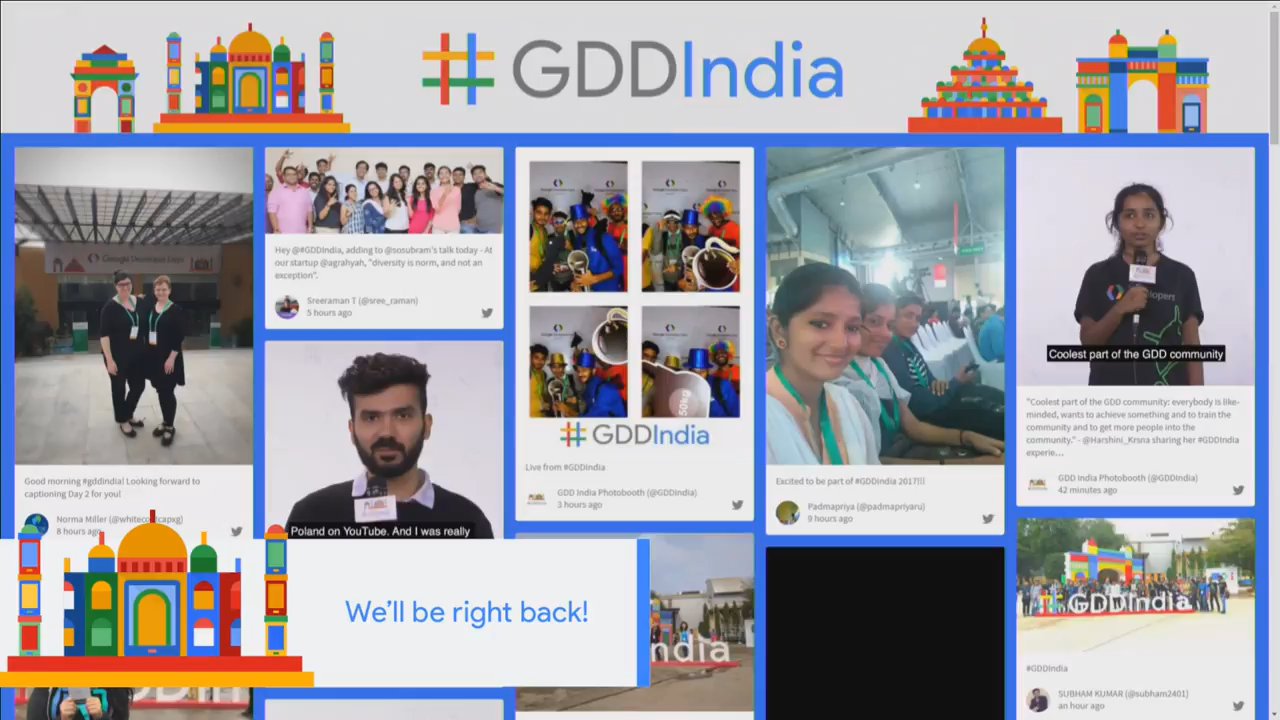 #GDDIndia
Google Developer Days
Good morning #gddindia! Looking forward to
captioning Day 2 for you!
Norma Miller
8 hours ago
Hey @#GDDIndia, adding to @sosubram's talk today - At
our startup @agrahyah, "diversity is norm, and not an
exception".
Sreeraman T (@sree_raman)
5 hours ago
Poland on YouTube. And I was really
GDDIndia
Live from #GDDIndia
GDD India Photobooth (@GDDIndia)
3 hours ago
50kg
Excited to be part of #GDDIndia 2017!!!
Padmapriya (@padmapriyaru)
9 hours ago
Coolest part of the GDD community
"Coolest part of the GDD community: everybody is like-
minded, wants to achieve something and to train the
community and to get more people into the
community." - @Harshini_Krsna sharing her #GDDIndia
experie...
GDD India Photobooth (@GDDIndia)
42 minutes ago
#GDDIndia
#GDDIndia
SUBHAM KUMAR (@subham2401)
an hour ago
ndia
We'll be right back!